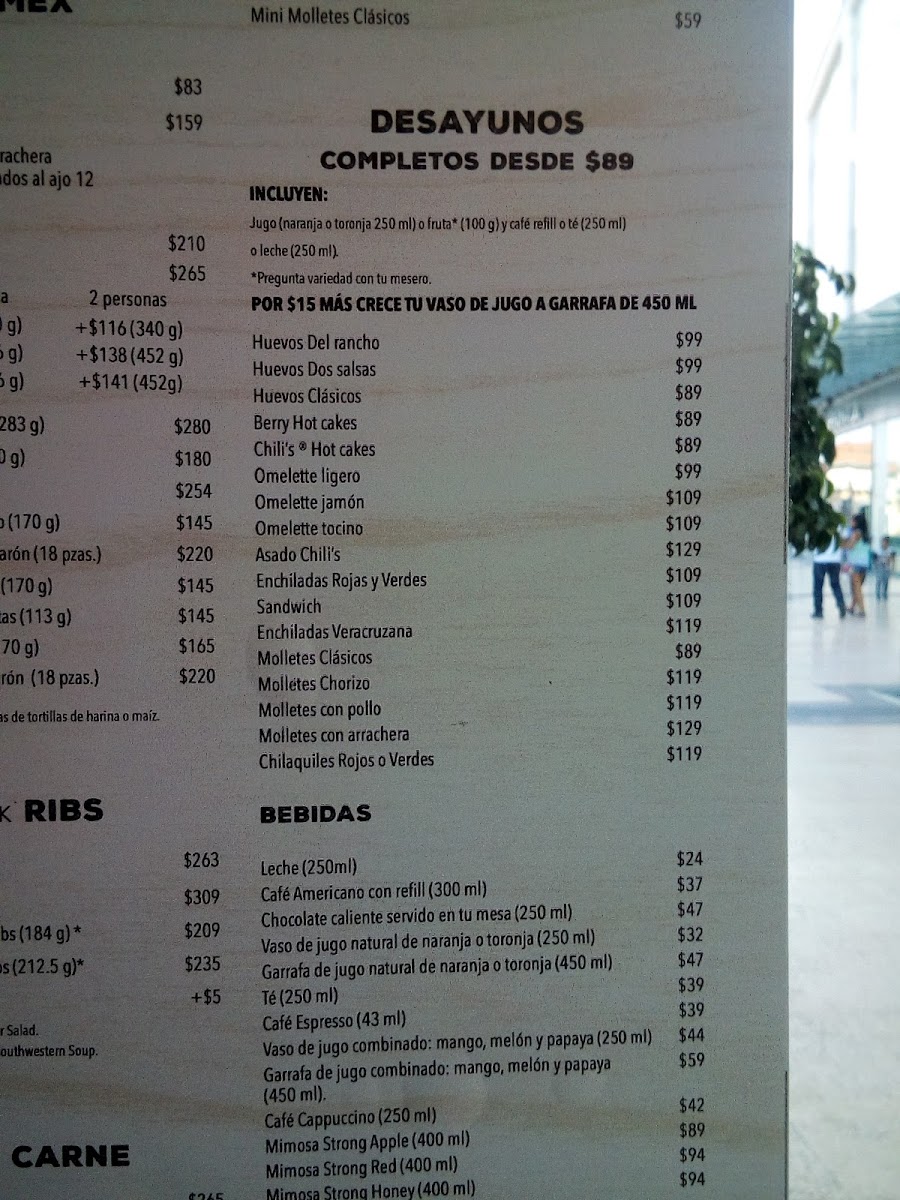 MEX
$83
$159
rachera
dos al ajo 12
$210
$265
a 2 personas
g) +$116 (340 g)
g) +$138 (452 g)
g) +$141 (452g)
283 g) $280
0 g) $180
$254
(170 g) $145
arón (18 pzas.) $220
(170 g) $145
tas (113 g) $145
70 g) $165
rón (18 pzas.) $220
as de tortillas de harina o maíz.
K RIBS
$263
$309
bs (184 g) * $209
s (212.5 g)* $235
+$5
r Salad.
outhwestern Soup.
CARNE
$265
Mini Molletes Clásicos $59
DESAYUNOS
COMPLETOS DESDE $89
INCLUYEN:
Jugo (naranja o toronja 250 ml) o fruta* (100 g) y café refill o té (250 ml)
o leche (250 ml).
*Pregunta variedad con tu mesero.
POR $15 MÁS CRECE TU VASO DE JUGO A GARRAFA DE 450 ML
Huevos Del rancho $99
Huevos Dos salsas $99
Huevos Clásicos $89
Berry Hot cakes $89
Chili's ® Hot cakes $89
Omelette ligero $99
Omelette jamón $109
Omelette tocino $109
Asado Chili's $129
Enchiladas Rojas y Verdes $109
Sandwich $109
Enchiladas Veracruzana $119
Molletes Clásicos $89
Molletes Chorizo $119
Molletes con pollo $119
Molletes con arrachera $129
Chilaquiles Rojos o Verdes $119
BEBIDAS
Leche (250ml) $24
Café Americano con refill (300 ml) $37
Chocolate caliente servido en tu mesa (250 ml) $47
Vaso de jugo natural de naranja o toronja (250 ml) $32
Garrafa de jugo natural de naranja o toronja (450 ml) $47
Té (250 ml) $39
Café Espresso (43 ml) $39
Vaso de jugo combinado: mango, melón y papaya (250 ml) $44
Garrafa de jugo combinado: mango, melón y papaya $59
(450 ml).
Café Cappuccino (250 ml) $42
Mimosa Strong Apple (400 ml) $89
Mimosa Strong Red (400 ml) $94
Mimosa Strong Honey (400 ml) $94